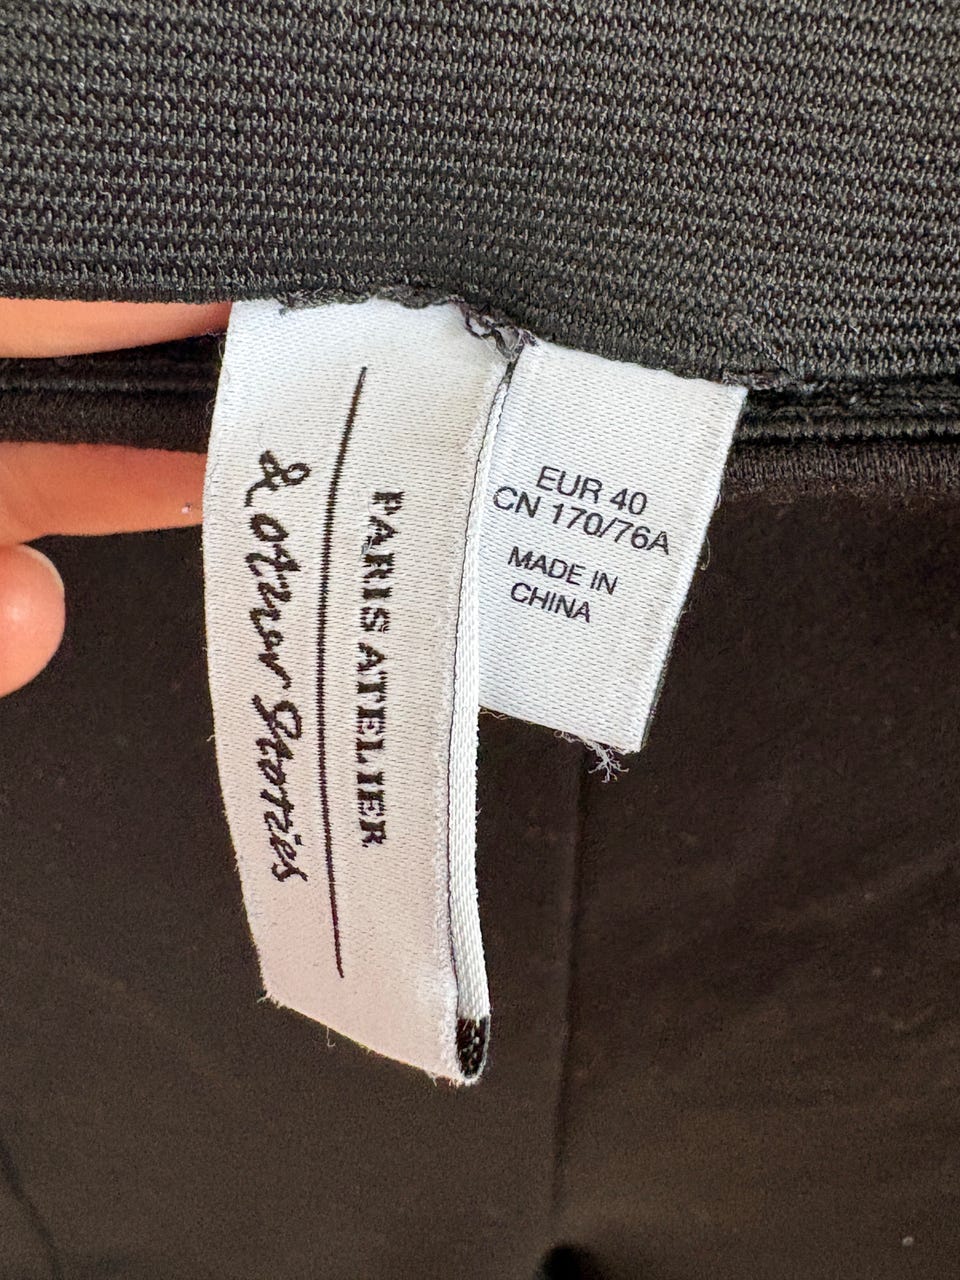 PARIS ATELIER
& Other Stories
EUR 40
CN 170/76A
MADE IN
CHINA